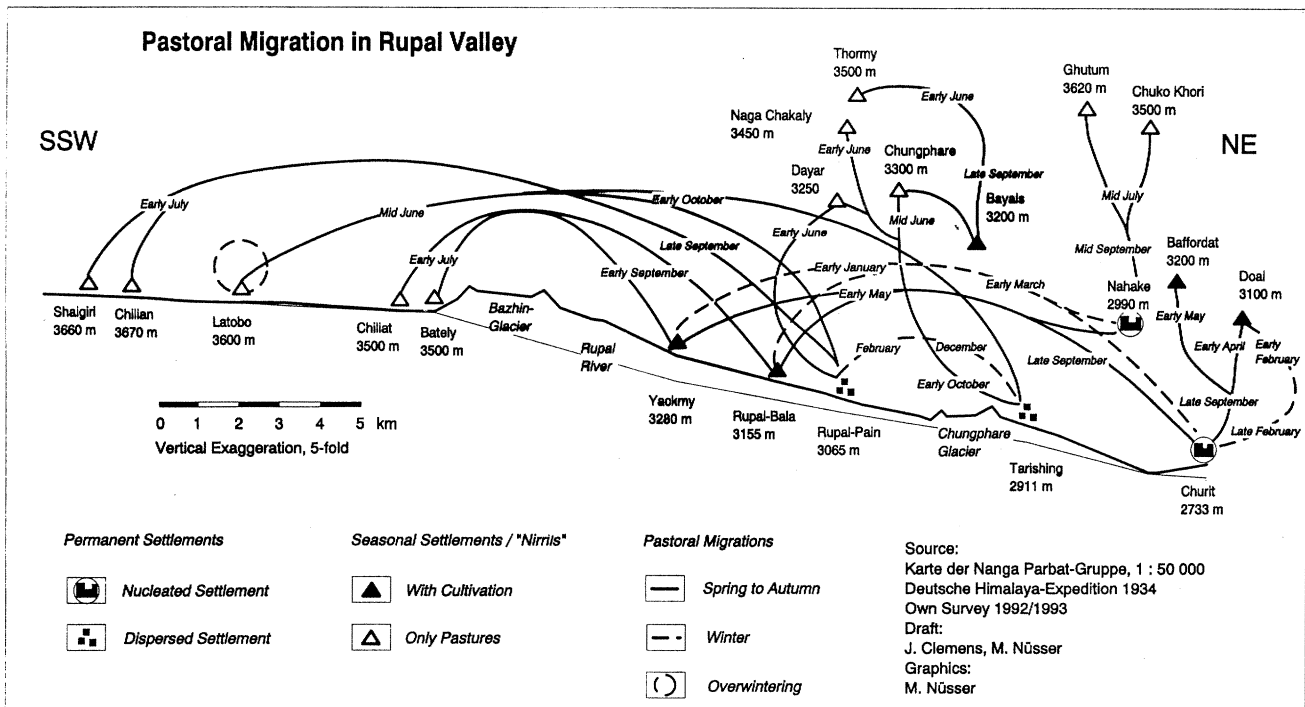 Pastoral Migration in Rupal Valley
SSW
NE
Thormy
3500 m
Early June
Naga Chakaly
3450 m
Early June
Chungphare
3300 m
Dayar
3250
Late September
Bayals
3200 m
Ghutum
3620 m
Chuko Khori
3500 m
Mid July
Mid September
Nahake
2990 m
Baffordat
3200 m
Doal
3100 m
Early July
Mid June
Early October
Early June
Mid June
Early July
Late September
Early September
Early January
Early March
Early May
Early May
Early April
Early
February
Shaigiri
3660 m
Chilian
3670 m
Latobo
3600 m
Chiliat
3500 m
Bately
3500 m
Bazhin-
Glacier
Rupal
River
February
December
Early October
Late September
Late September
Late February
Yaokmy
3280 m
Rupal-Bala
3155 m
Rupal-Pain
3065 m
Chungphare
Glacier
Tarishing
2911 m
Churit
2733 m
0 1 2 3 4 5 km
Vertical Exaggeration, 5-fold
Permanent Settlements
Nucleated Settlement
Dispersed Settlement
Seasonal Settlements / "Nirrils"
With Cultivation
Only Pastures
Pastoral Migrations
Spring to Autumn
Winter
Overwintering
Source:
Karte der Nanga Parbat-Gruppe, 1 : 50 000
Deutsche Himalaya-Expedition 1934
Own Survey 1992/1993
Draft:
J. Clemens, M. Nüsser
Graphics:
M. Nüsser